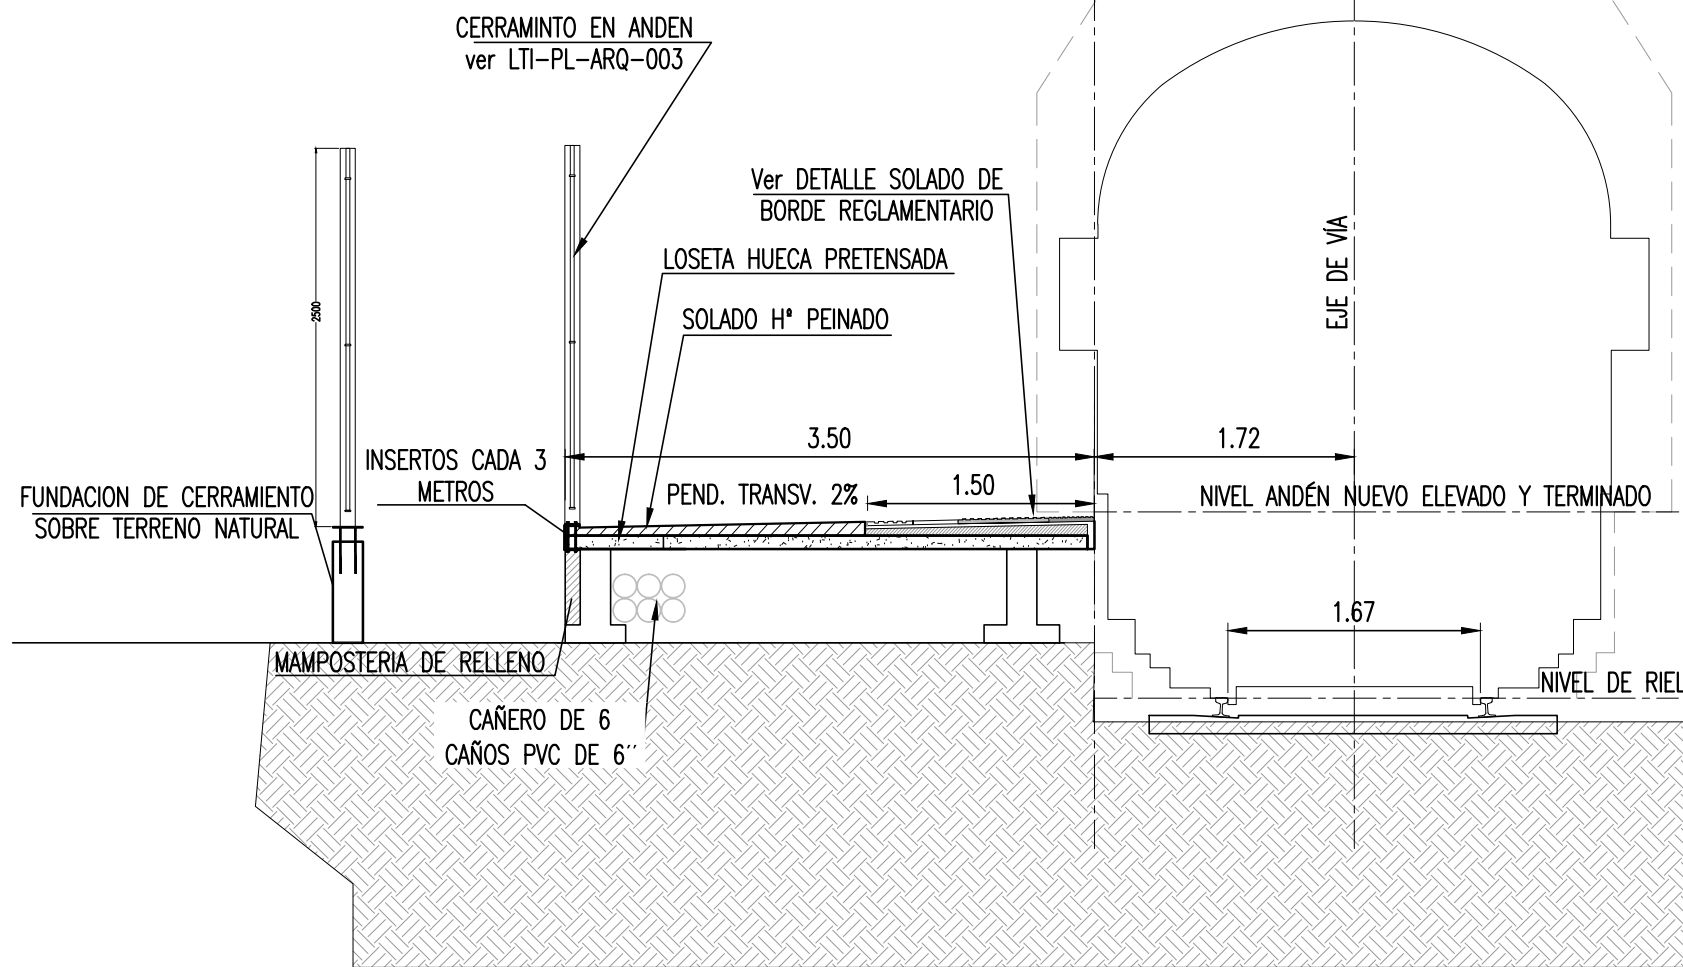 CERRAMINTO EN ANDEN
ver LTI-PL-ARQ-003
Ver DETALLE SOLADO DE
BORDE REGLAMENTARIO
LOSETA HUECA PRETENSADA
SOLADO Hº PEINADO
EJE DE VÍA
2500
3.50
1.72
INSERTOS CADA 3
METROS
PEND. TRANSV. 2%
1.50
FUNDACION DE CERRAMIENTO
SOBRE TERRENO NATURAL
NIVEL ANDÉN NUEVO ELEVADO Y TERMINADO
1.67
MAMPOSTERIA DE RELLENO
NIVEL DE RIEL
CAÑERO DE 6
CAÑOS PVC DE 6''